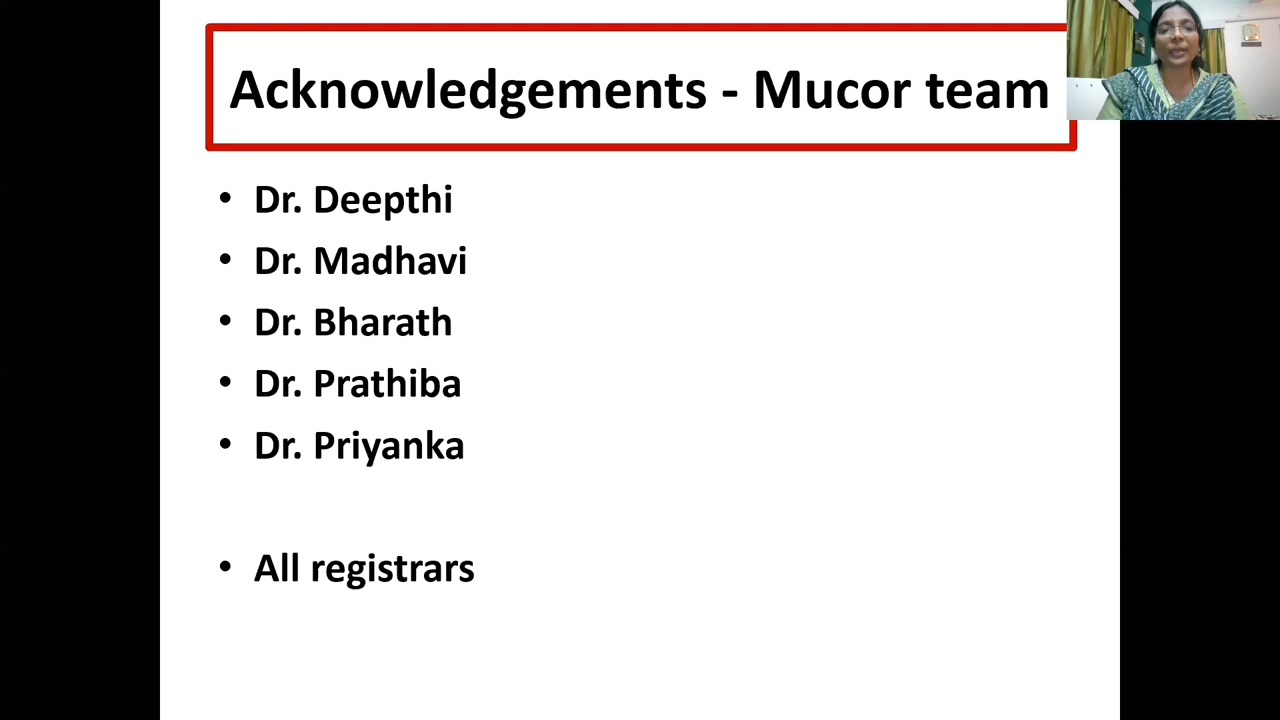 Acknowledgements - Mucor team
• Dr. Deepthi
• Dr. Madhavi
• Dr. Bharath
• Dr. Prathiba
• Dr. Priyanka
• All registrars